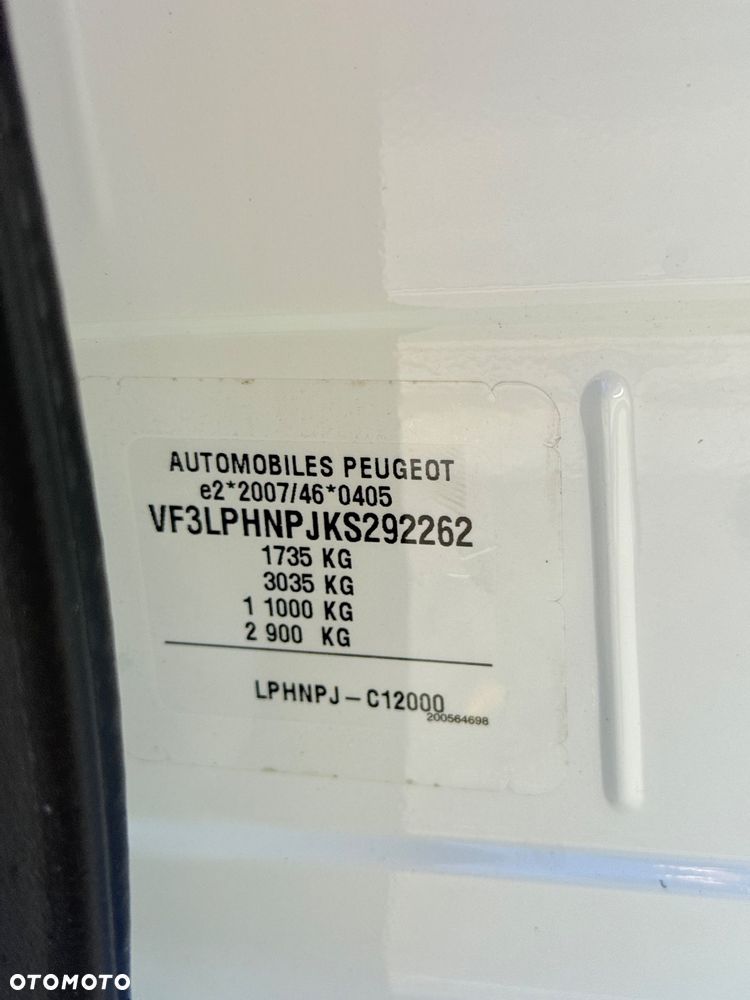 AUTOMOBILES PEUGEOT
e2*2007/46*0405
VF3LPHNPJKS292262
1735 KG
3035 KG
1 1000 KG
2 900 KG
LPHNPJ-C12000
200564698
OTOMOTO